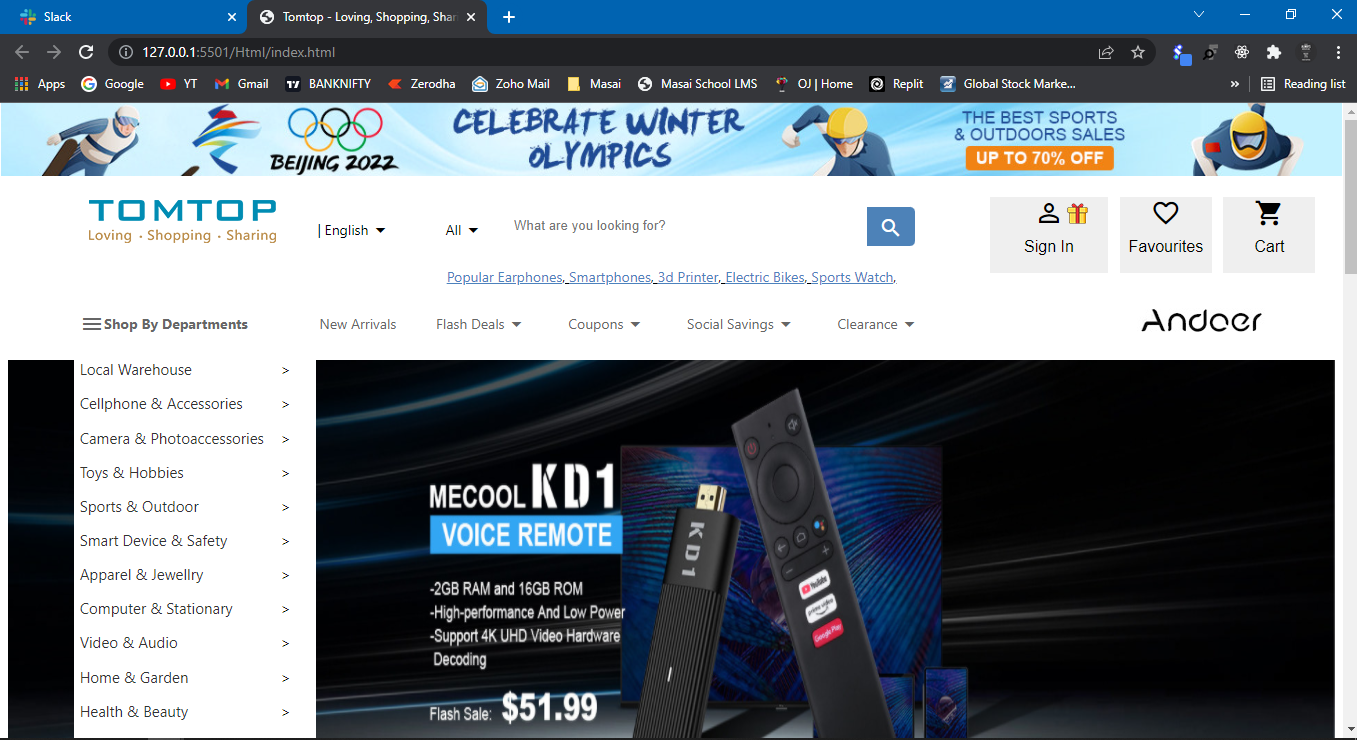 Slack
Tomtop - Loving, Shopping, Shar
127.0.0.1:5501/Html/index.html
Apps Google YT Gmail BANKNIFTY Zerodha Zoho Mail Masai Masai School LMS OJ | Home Replit Global Stock Marke... » Reading list
BEIJING 2022
CELEBRATE WINTER
OLYMPICS
THE BEST SPORTS
& OUTDOORS SALES
UP TO 70% OFF
TOMTOP
Loving · Shopping · Sharing
| English
All
What are you looking for?
Sign In
Favourites
Cart
Popular Earphones, Smartphones, 3d Printer, Electric Bikes, Sports Watch,
Shop By Departments
New Arrivals Flash Deals Coupons Social Savings Clearance
Andoer
Local Warehouse >
Cellphone & Accessories >
Camera & Photoaccessories >
Toys & Hobbies >
Sports & Outdoor >
Smart Device & Safety >
Apparel & Jewellry >
Computer & Stationary >
Video & Audio >
Home & Garden >
Health & Beauty >
MECOOL KD1
VOICE REMOTE
-2GB RAM and 16GB ROM
-High-performance And Low Power
-Support 4K UHD Video Hardware
Decoding
Flash Sale: $51.99
KD1
YouTube
prime video
Google Play